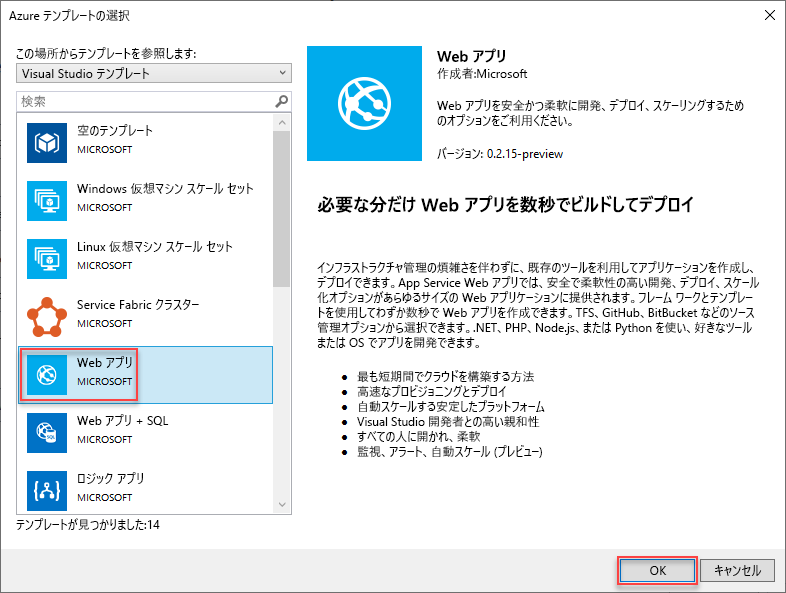 Azure テンプレートの選択
この場所からテンプレートを参照します:
Visual Studio テンプレート
検索
空のテンプレート
MICROSOFT
Windows 仮想マシン スケール セット
MICROSOFT
Linux 仮想マシン スケール セット
MICROSOFT
Service Fabric クラスター
MICROSOFT
Web アプリ
MICROSOFT
Web アプリ + SQL
MICROSOFT
ロジック アプリ
MICROSOFT
テンプレートが見つかりました:14
Web アプリ
作成者:Microsoft
Web アプリを安全かつ柔軟に開発、デプロイ、スケーリングするため
のオプションをご利用ください。
バージョン: 0.2.15-preview
必要な分だけ Web アプリを数秒でビルドしてデプロイ
インフラストラクチャ管理の煩雑さを伴わずに、既存のツールを利用してアプリケーションを作成し、
デプロイできます。App Service Web アプリでは、安全で柔軟性の高い開発、デプロイ、スケール
化オプションがあらゆるサイズの Web アプリケーションに提供されます。フレーム ワークとテンプレー
トを使用してわずか数秒で Web アプリを作成できます。TFS、GitHub、BitBucket などのソース
管理オプションから選択できます。.NET、PHP、Node.js、または Python を使い、好きなツール
または OS でアプリを開発できます。
• 最も短期間でクラウドを構築する方法
• 高速なプロビジョニングとデプロイ
• 自動スケールする安定したプラットフォーム
• Visual Studio 開発者との高い親和性
• すべての人に開かれ、柔軟
• 監視、アラート、自動スケール (プレビュー)
OK
キャンセル